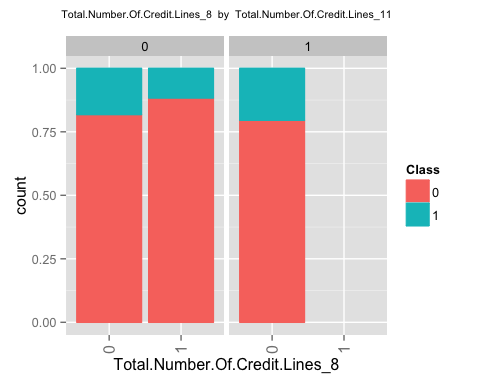 Total.Number.Of.Credit.Lines_8 by Total.Number.Of.Credit.Lines_11
0 1
1.00
0.75
0.50
0.25
0.00
count
0 1 0 1
Total.Number.Of.Credit.Lines_8
Class
0
1